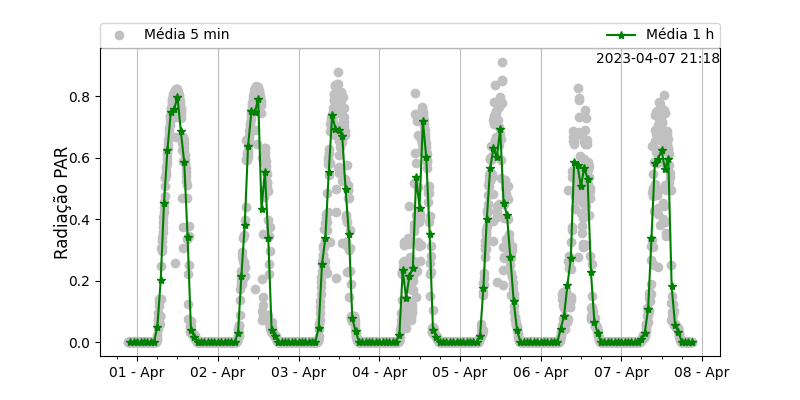 Média 5 min
Média 1 h
2023-04-07 21:18
Radiação PAR
0.8
0.6
0.4
0.2
0.0
01 - Apr
02 - Apr
03 - Apr
04 - Apr
05 - Apr
06 - Apr
07 - Apr
08 - Apr